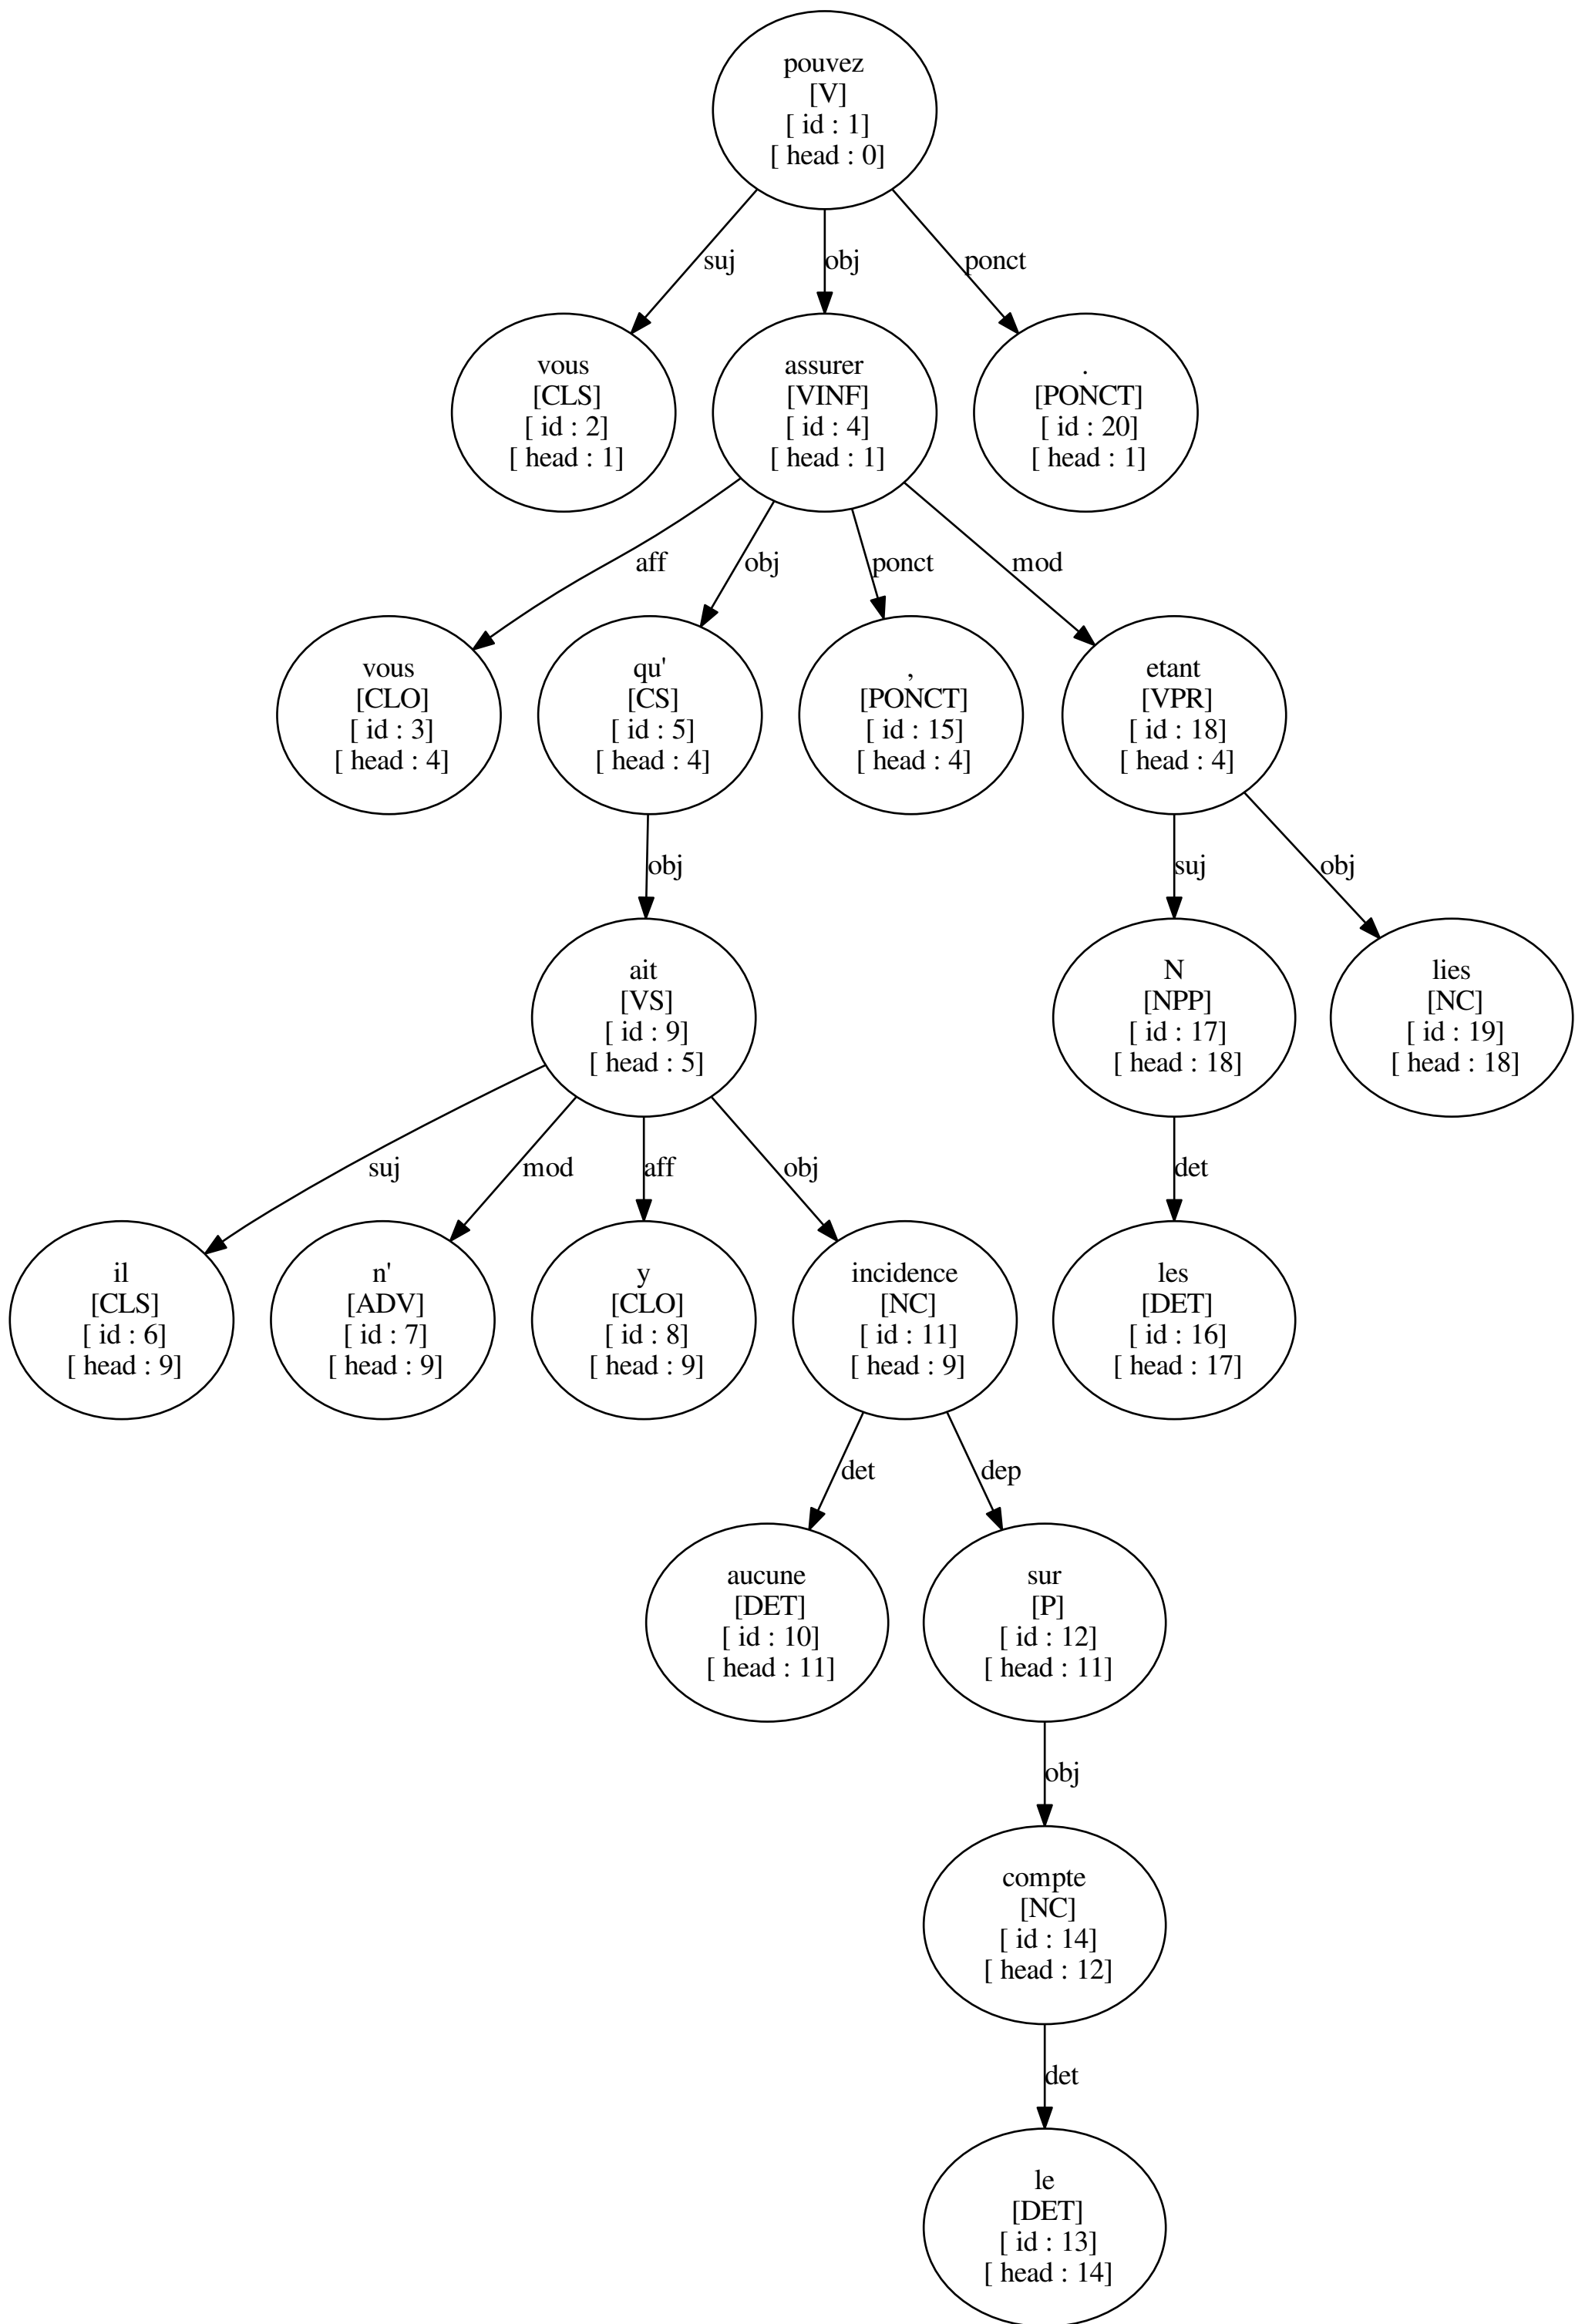 pouvez
[V]
[ id : 1]
[ head : 0]
suj
obj
ponct
vous
[CLS]
[ id : 2]
[ head : 1]
assurer
[VINF]
[ id : 4]
[ head : 1]
.
[PONCT]
[ id : 20]
[ head : 1]
aff
obj
ponct
mod
vous
[CLO]
[ id : 3]
[ head : 4]
qu'
[CS]
[ id : 5]
[ head : 4]
,
[PONCT]
[ id : 15]
[ head : 4]
etant
[VPR]
[ id : 18]
[ head : 4]
obj
suj
obj
ait
[VS]
[ id : 9]
[ head : 5]
N
[NPP]
[ id : 17]
[ head : 18]
lies
[NC]
[ id : 19]
[ head : 18]
suj
mod
aff
obj
det
il
[CLS]
[ id : 6]
[ head : 9]
n'
[ADV]
[ id : 7]
[ head : 9]
y
[CLO]
[ id : 8]
[ head : 9]
incidence
[NC]
[ id : 11]
[ head : 9]
les
[DET]
[ id : 16]
[ head : 17]
det
dep
aucune
[DET]
[ id : 10]
[ head : 11]
sur
[P]
[ id : 12]
[ head : 11]
obj
compte
[NC]
[ id : 14]
[ head : 12]
det
le
[DET]
[ id : 13]
[ head : 14]